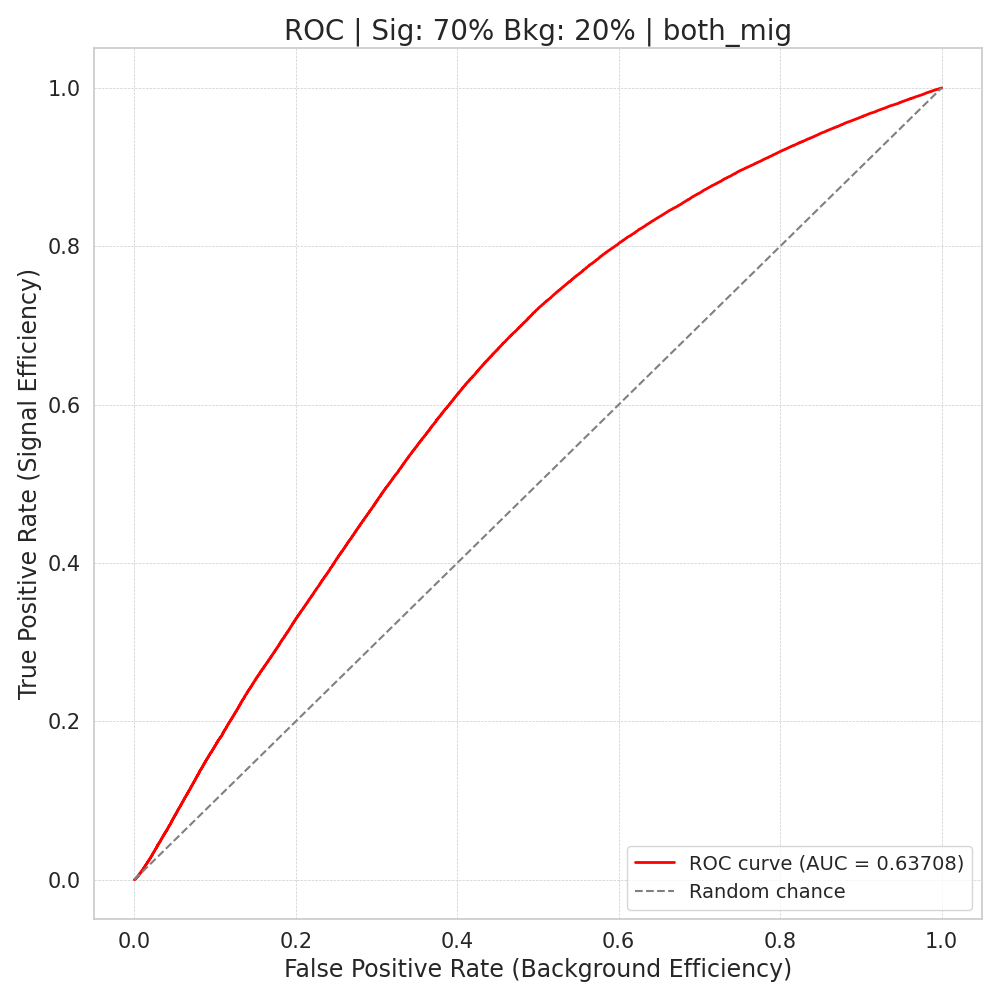 ROC | Sig: 70% Bkg: 20% | both_mig
True Positive Rate (Signal Efficiency)
1.0
0.8
0.6
0.4
0.2
0.0
ROC curve (AUC = 0.63708)
Random chance
0.0 0.2 0.4 0.6 0.8 1.0
False Positive Rate (Background Efficiency)